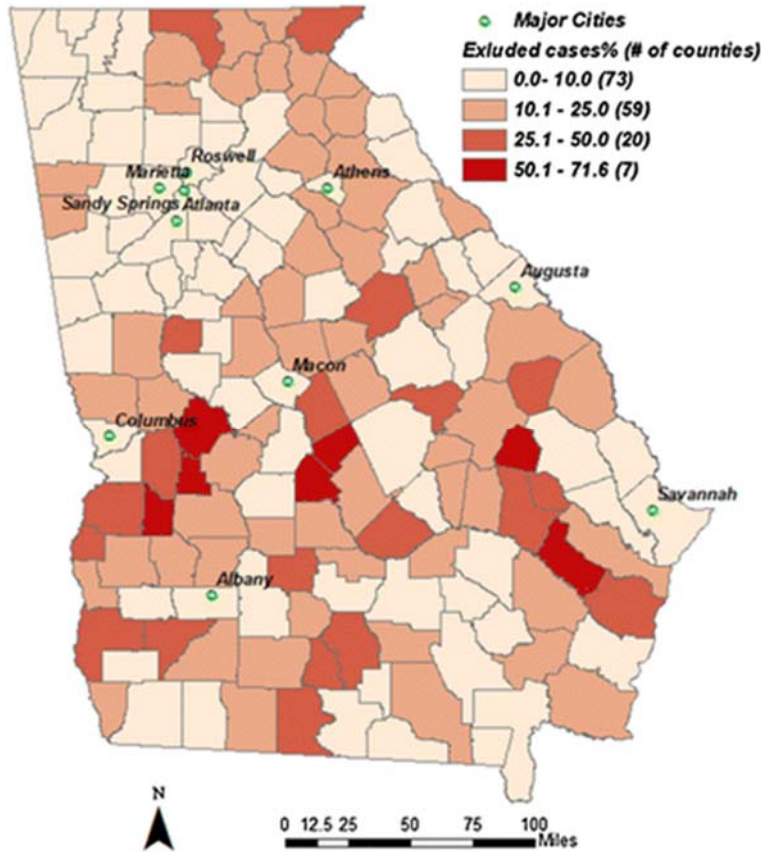 Major Cities
Exluded cases% (# of counties)
0.0- 10.0 (73)
10.1 - 25.0 (59)
25.1 - 50.0 (20)
50.1 - 71.6 (7)
Roswell
Marietta
Athens
Sandy Springs Atlanta
Augusta
Macon
Columbus
Savannah
Albany
N
0 12.5 25 50 75 100
Miles